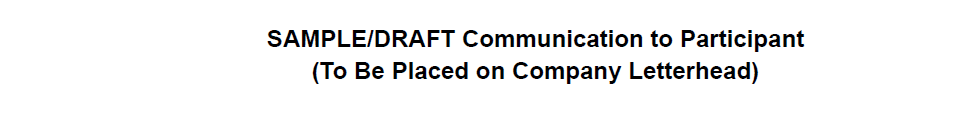 SAMPLE/DRAFT Communication to Participant
(To Be Placed on Company Letterhead)